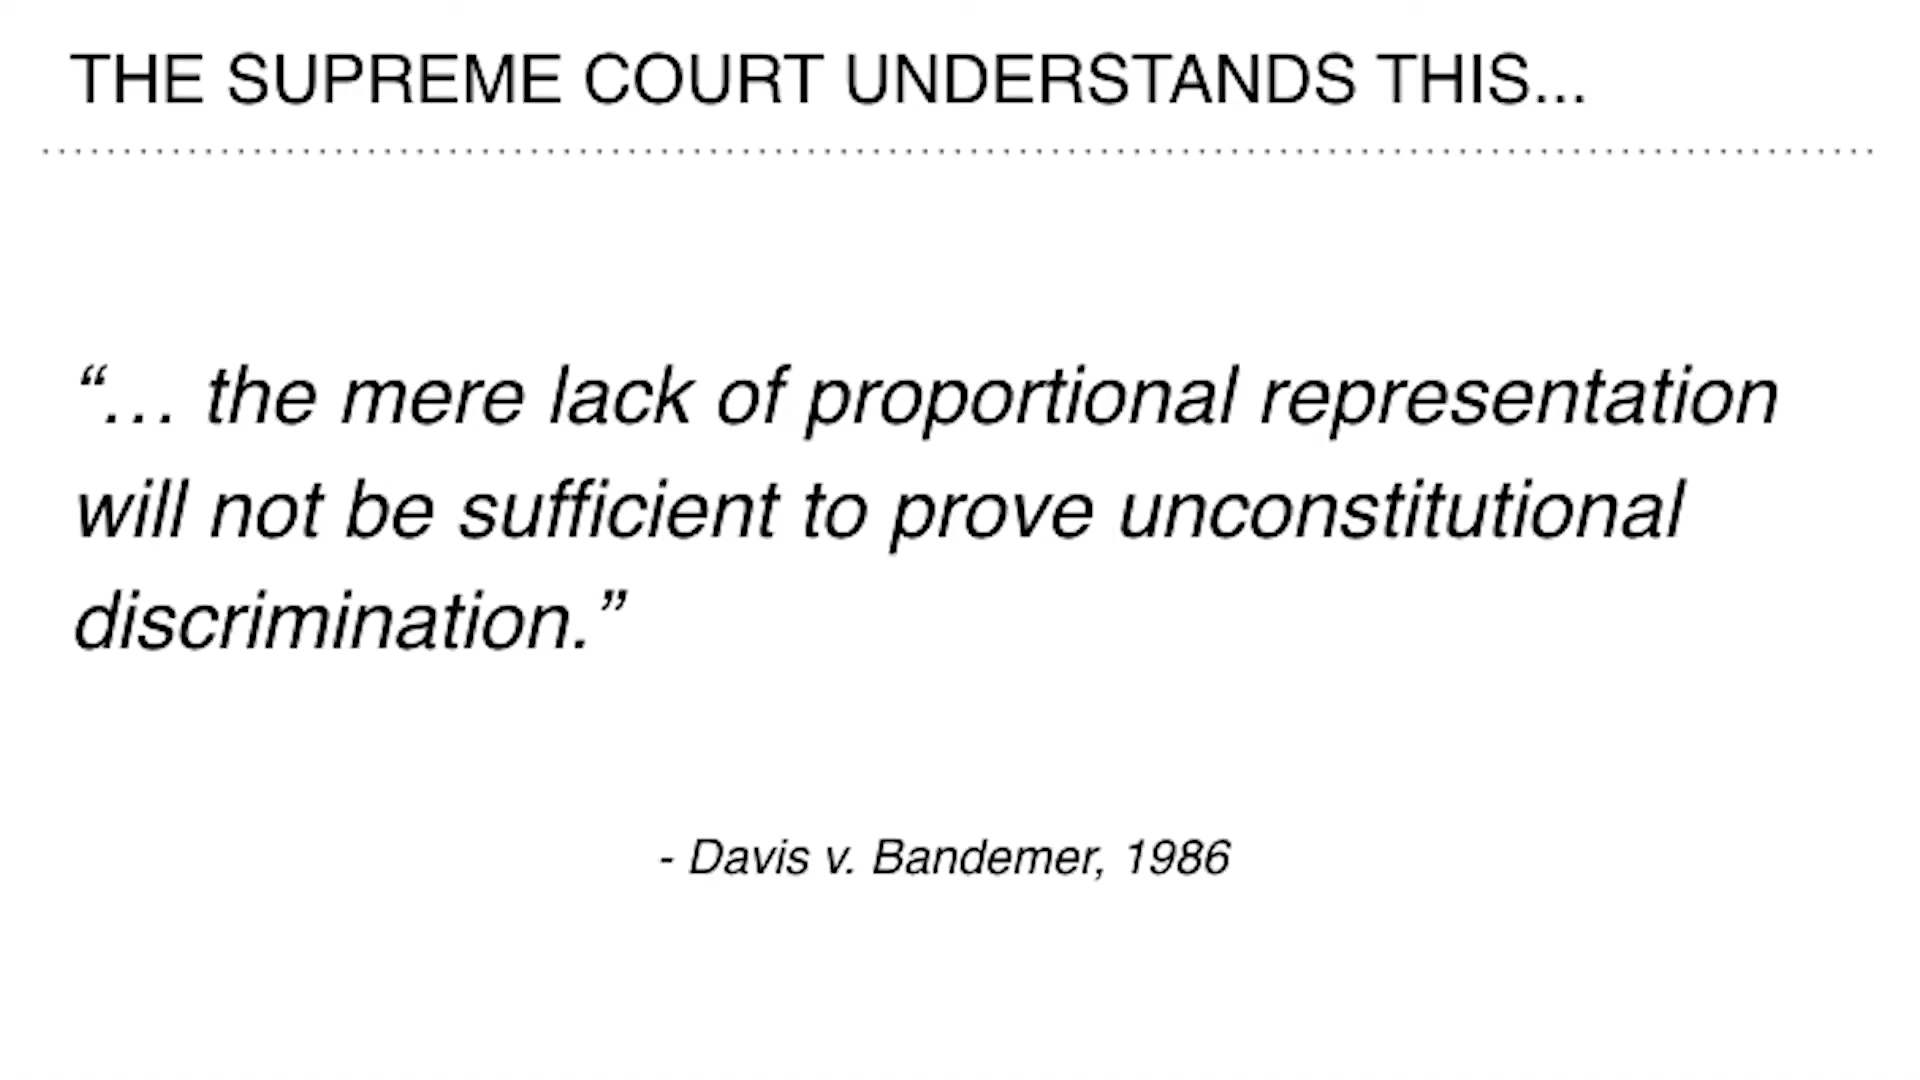 THE SUPREME COURT UNDERSTANDS THIS...
“… the mere lack of proportional representation
will not be sufficient to prove unconstitutional
discrimination.”
- Davis v. Bandemer, 1986